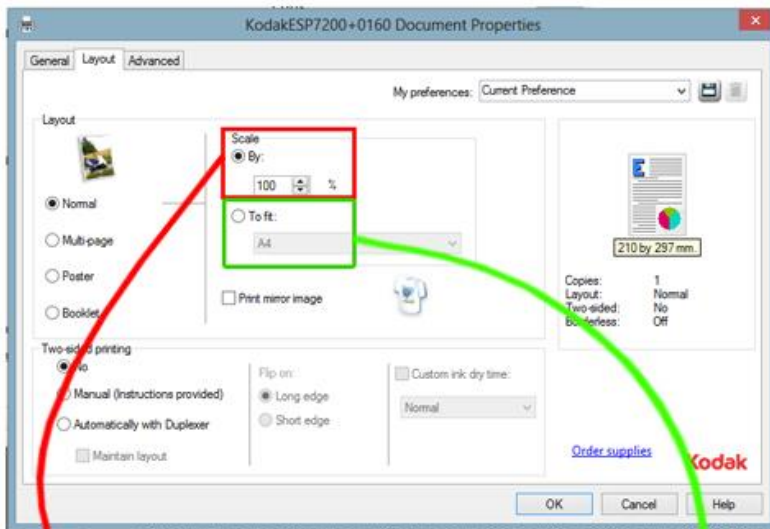 KodakESP7200+0160 Document Properties
General Layout Advanced
My preferences: Current Preference
Layout
Normal
Multi-page
Poster
Booklet
Scale
By:
100 %
To fit:
A4
Print mirror image
210 by 297 mm.
Copies: 1
Layout: Normal
Two-sided: No
Borderless: Off
Two-sided printing
No
Manual (Instructions provided)
Automatically with Duplexer
Maintain layout
Flip on:
Long edge
Short edge
Custom ink dry time:
Normal
Order supplies
Kodak
OK Cancel Help